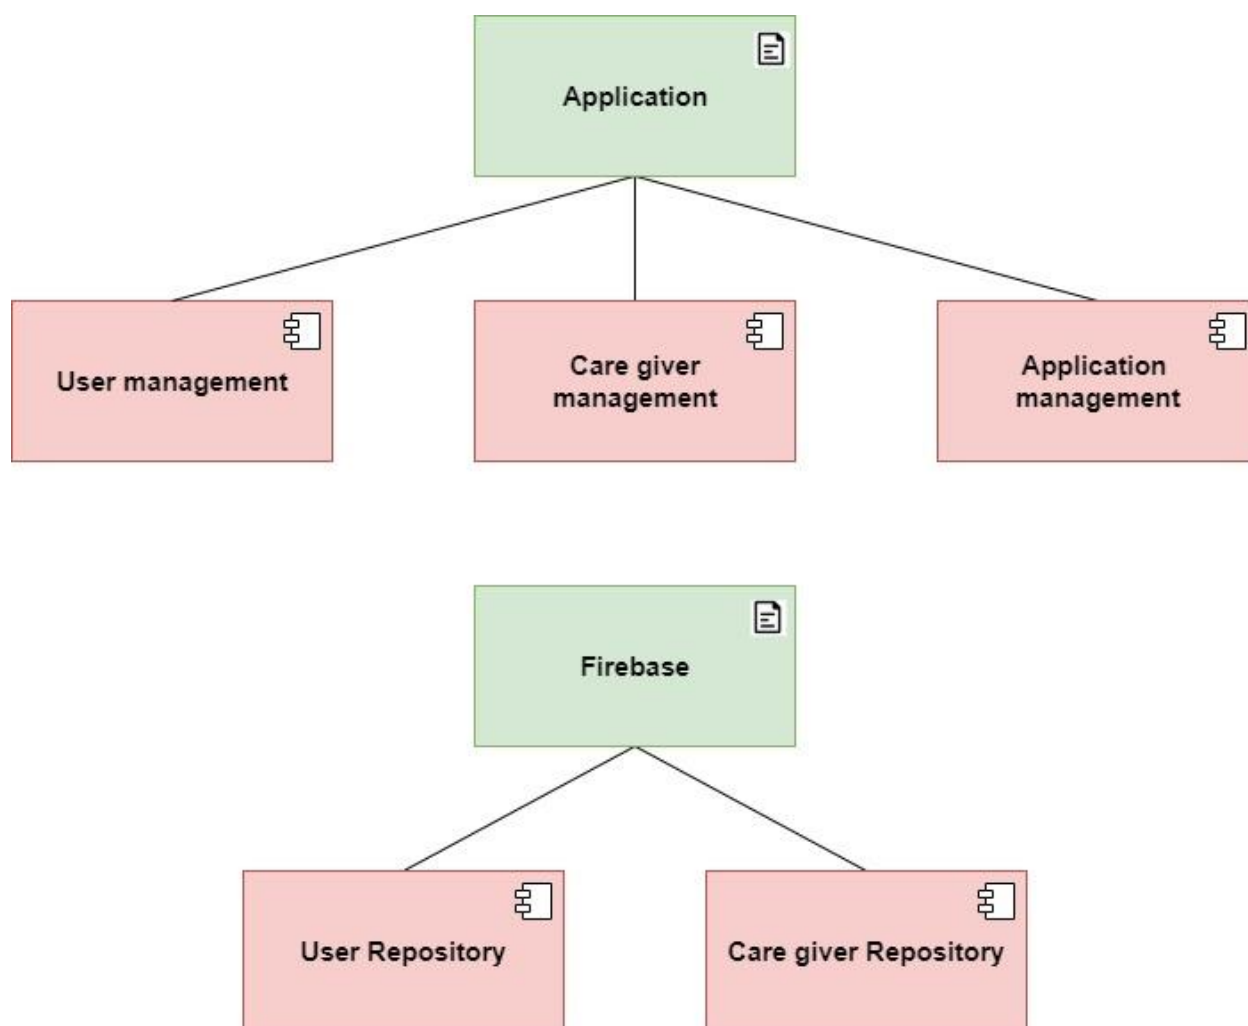 Application
User management
Care giver
management
Application
management
Firebase
User Repository
Care giver Repository